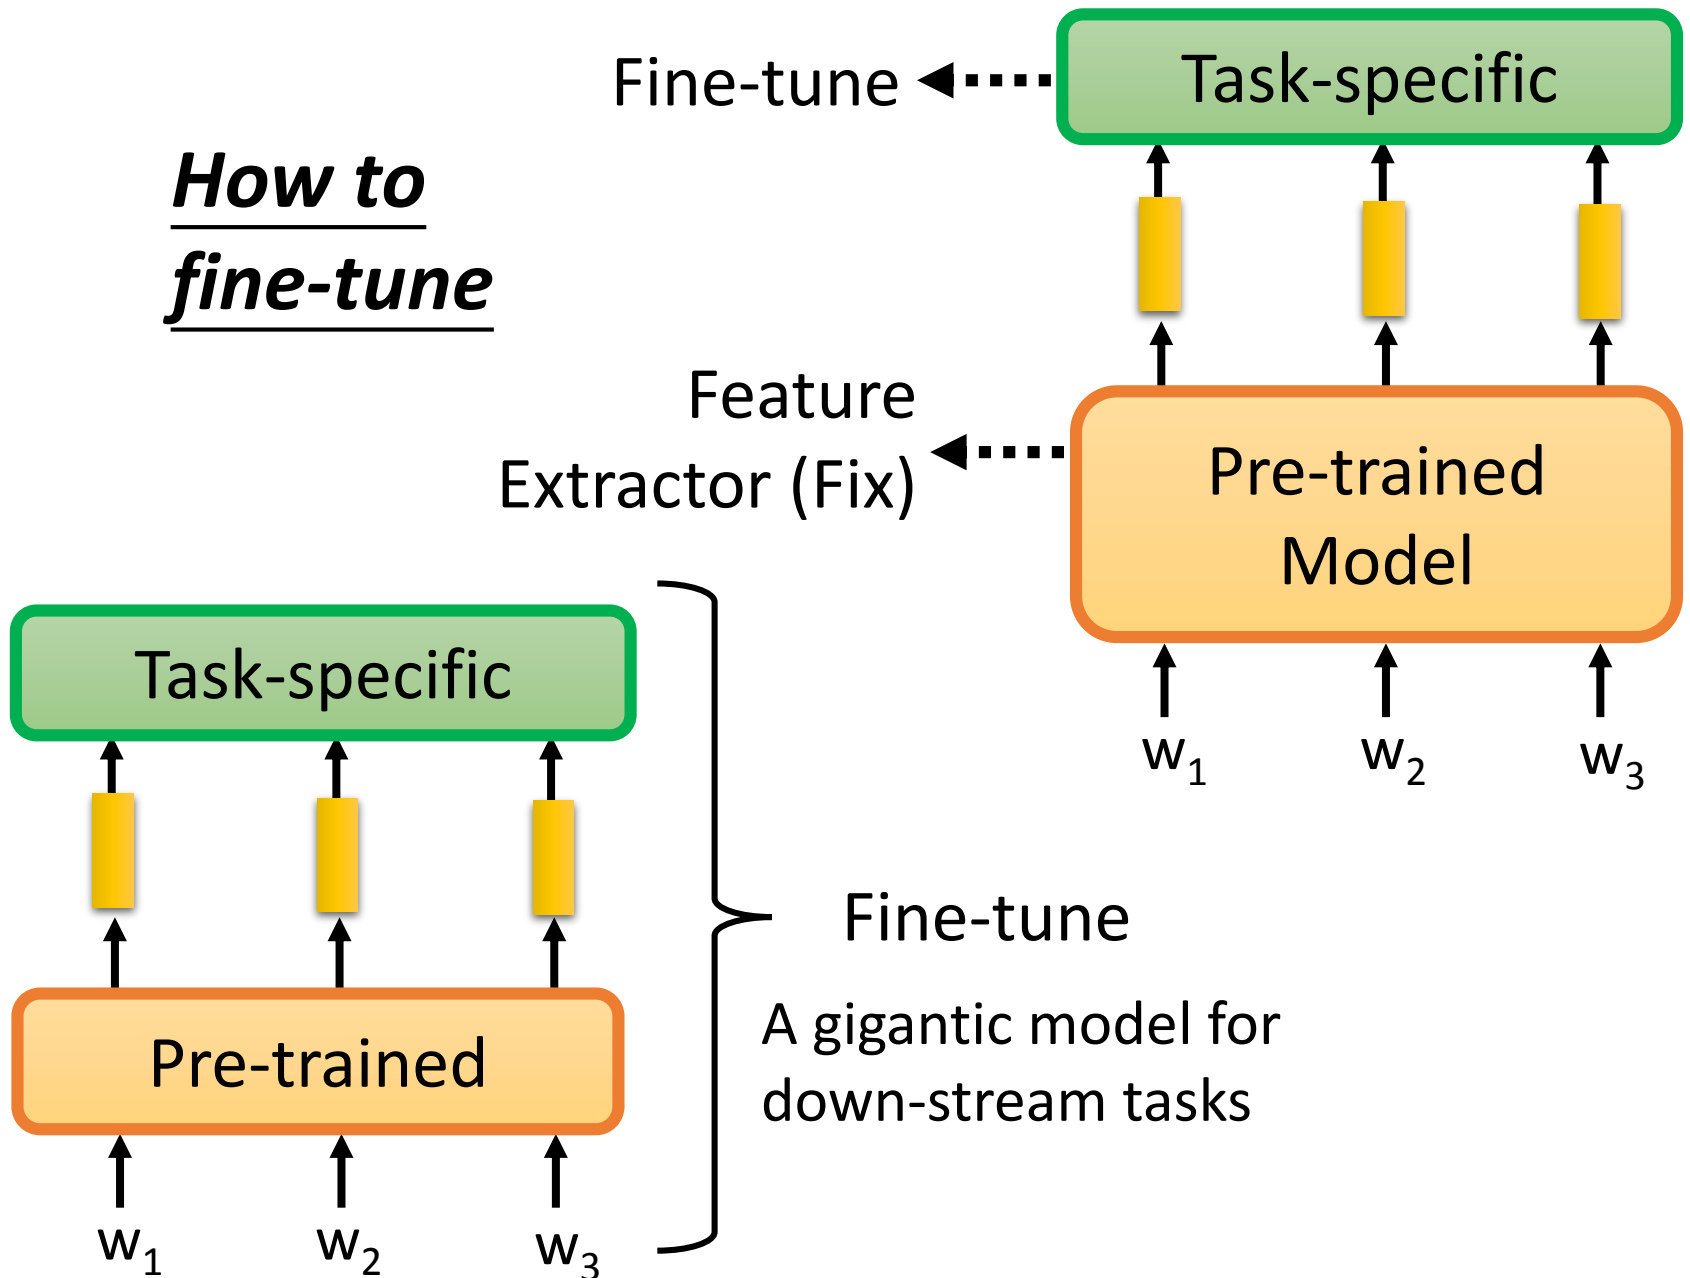 How to
fine-tune
Fine-tune
Task-specific
Feature
Extractor (Fix)
Pre-trained
Model
w1
w2
w3
Task-specific
Pre-trained
w1
w2
w3
Fine-tune
A gigantic model for
down-stream tasks